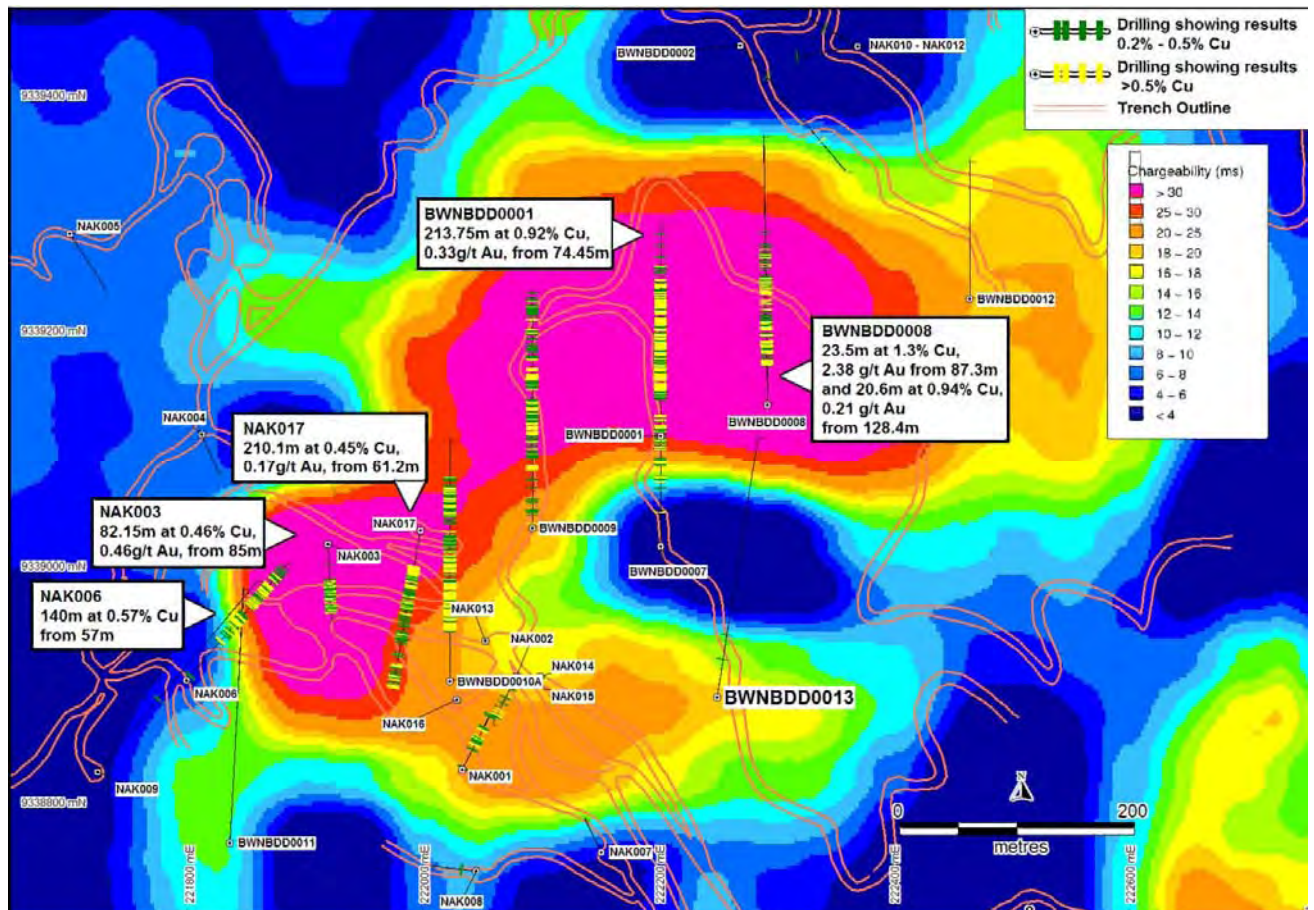 Drilling showing results
0.2% - 0.5% Cu
Drilling showing results
>0.5% Cu
Trench Outline
Chargeability (ms)
> 30
25 ~ 30
20 ~ 25
18 ~ 20
16 ~ 18
14 ~ 16
12 ~ 14
10 ~ 12
8 ~ 10
6 ~ 8
4 ~ 6
< 4
BWNBDD0002
NAK010 - NAK012
9339400 mN
NAK005
BWNBDD0001
213.75m at 0.92% Cu,
0.33g/t Au, from 74.45m
BWNBDD0012
9339200 mN
BWNBDD0008
23.5m at 1.3% Cu,
2.38 g/t Au from 87.3m
and 20.6m at 0.94% Cu,
0.21 g/t Au
from 128.4m
NAK004
BWNBDD0001
BWNBDD0008
NAK017
210.1m at 0.45% Cu,
0.17g/t Au, from 61.2m
NAK003
82.15m at 0.46% Cu,
0.46g/t Au, from 85m
NAK017
NAK003
BWNBDD0009
9339000 mN
BWNBDD0007
NAK006
140m at 0.57% Cu
from 57m
NAK013
NAK002
NAK014
NAK006
BWNBDD0010A
NAK015
BWNBDD0013
NAK016
NAK009
NAK001
9338800 mN
N
0
200
metres
BWNBDD0011
NAK007
NAK008
221800 mE
222000 mE
222200 mE
222400 mE
222600 mE